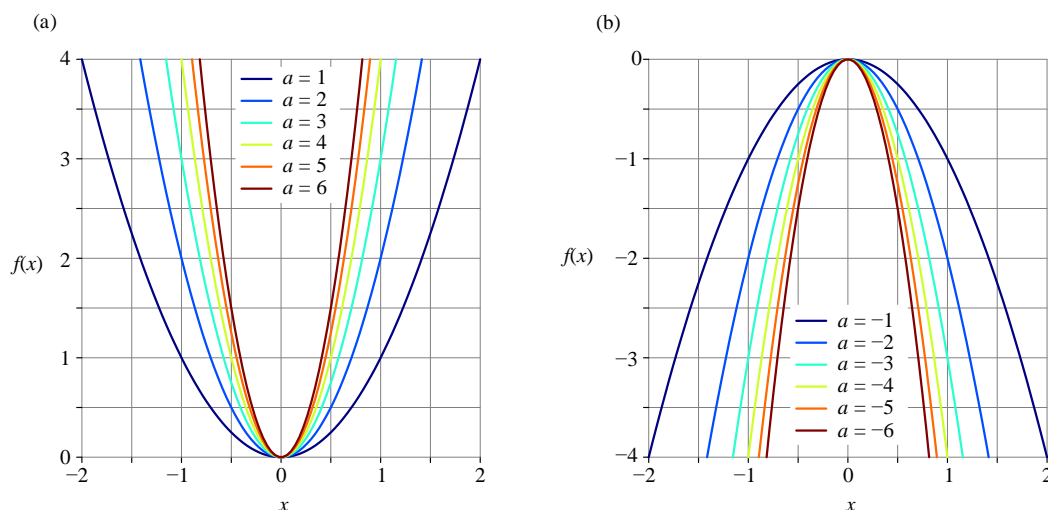 (a)
4
3
2
1
0
f(x)
−2
−1
0
1
2
x
a = 1
a = 2
a = 3
a = 4
a = 5
a = 6
(b)
0
−1
−2
−3
−4
f(x)
−2
−1
0
1
2
x
a = −1
a = −2
a = −3
a = −4
a = −5
a = −6